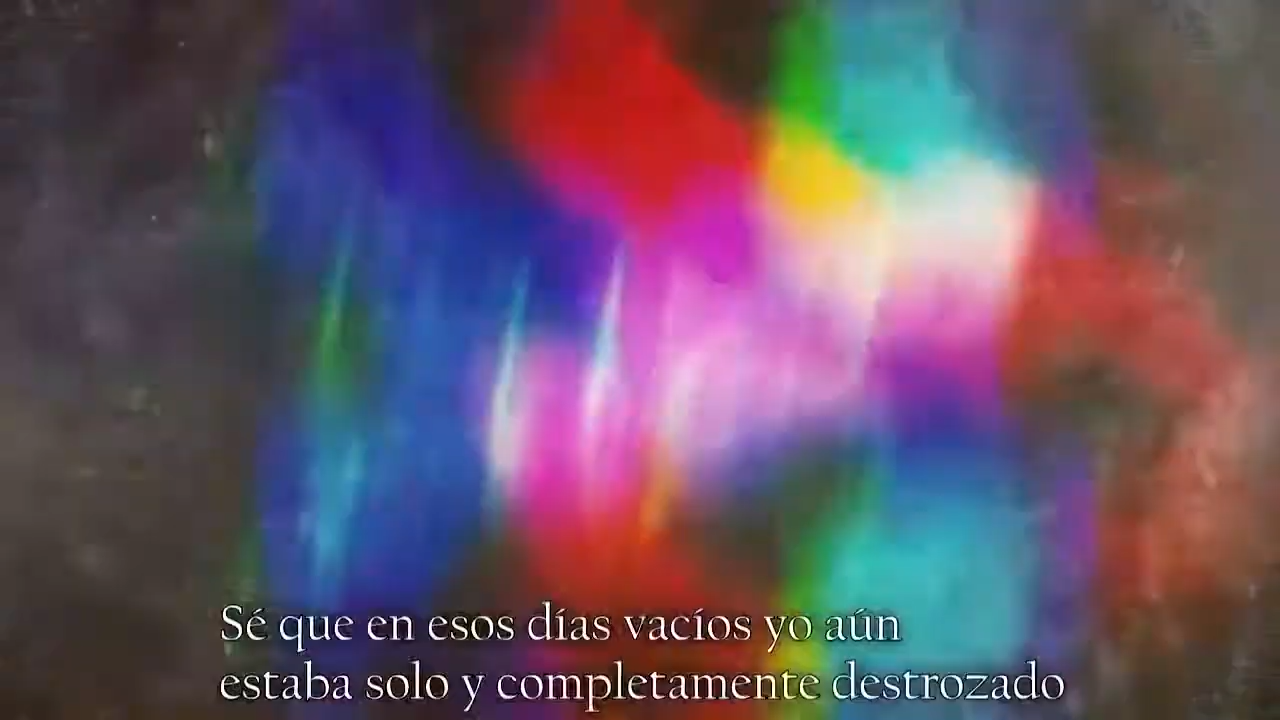 Sé que en esos días vacíos yo aún
estaba solo y completamente destrozado